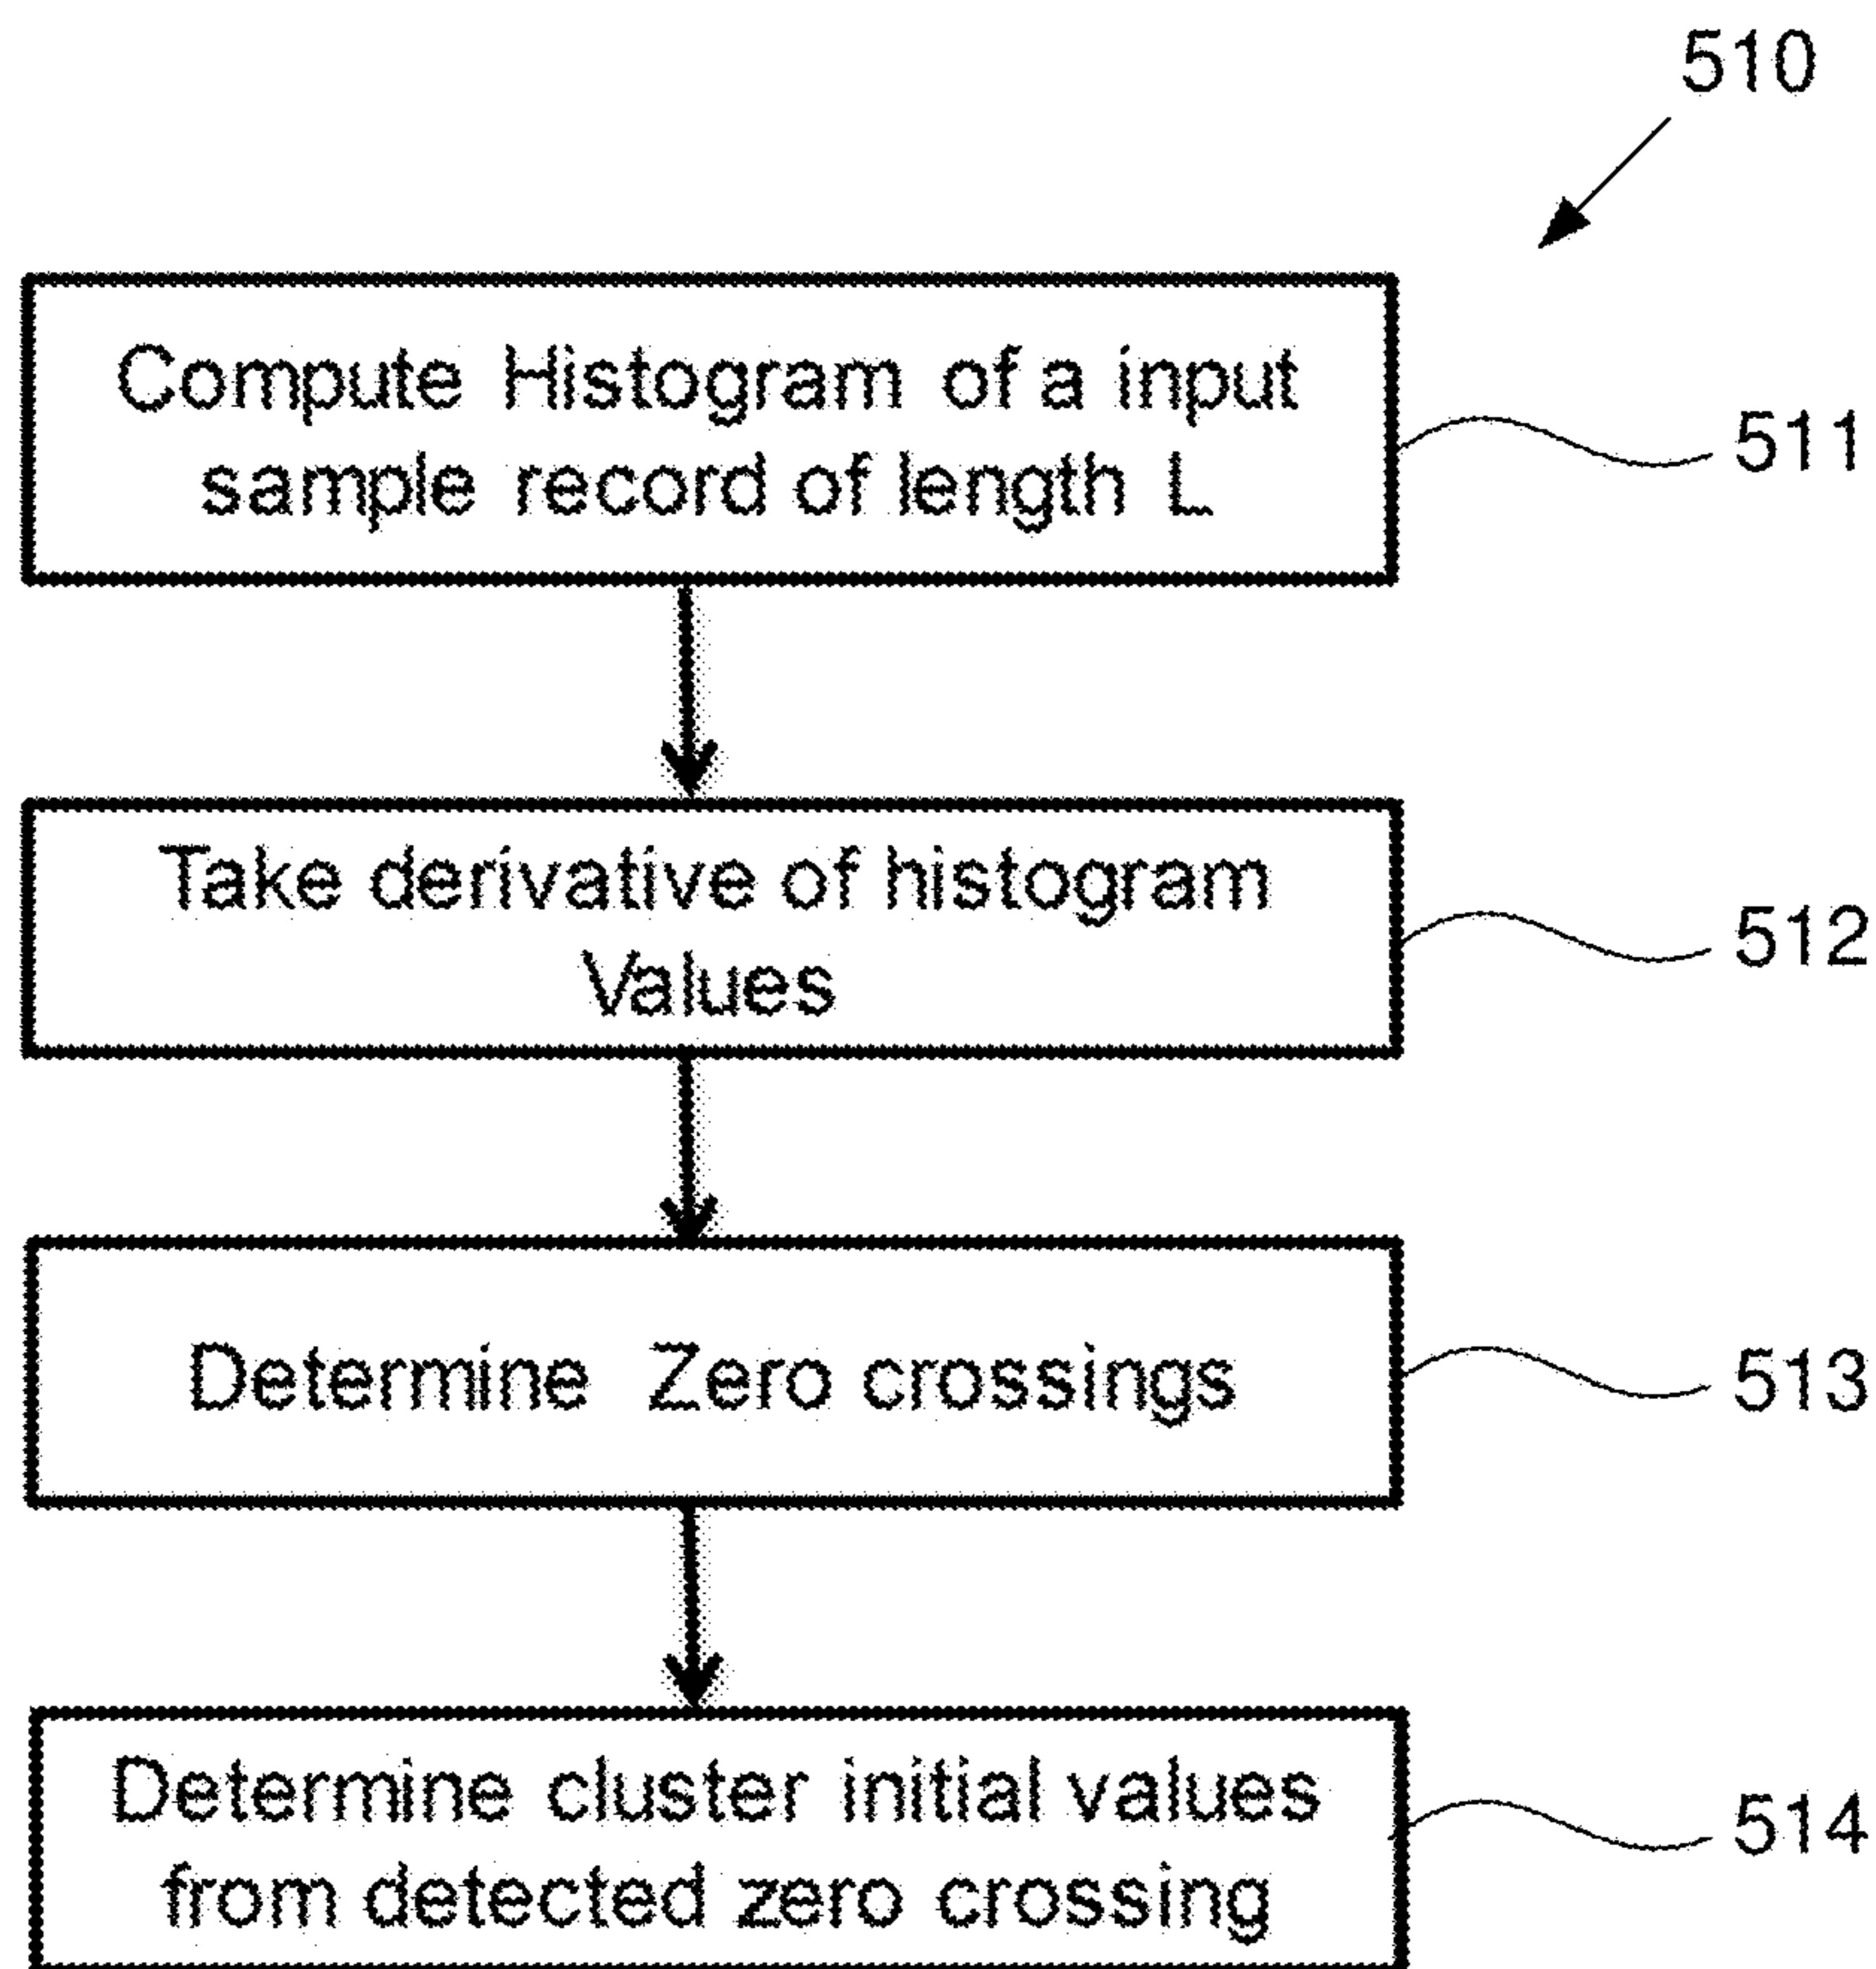 510
Compute Histogram of a input
sample record of length L
511
Take derivative of histogram
Values
512
Determine Zero crossings
513
Determine cluster initial values
from detected zero crossing
514